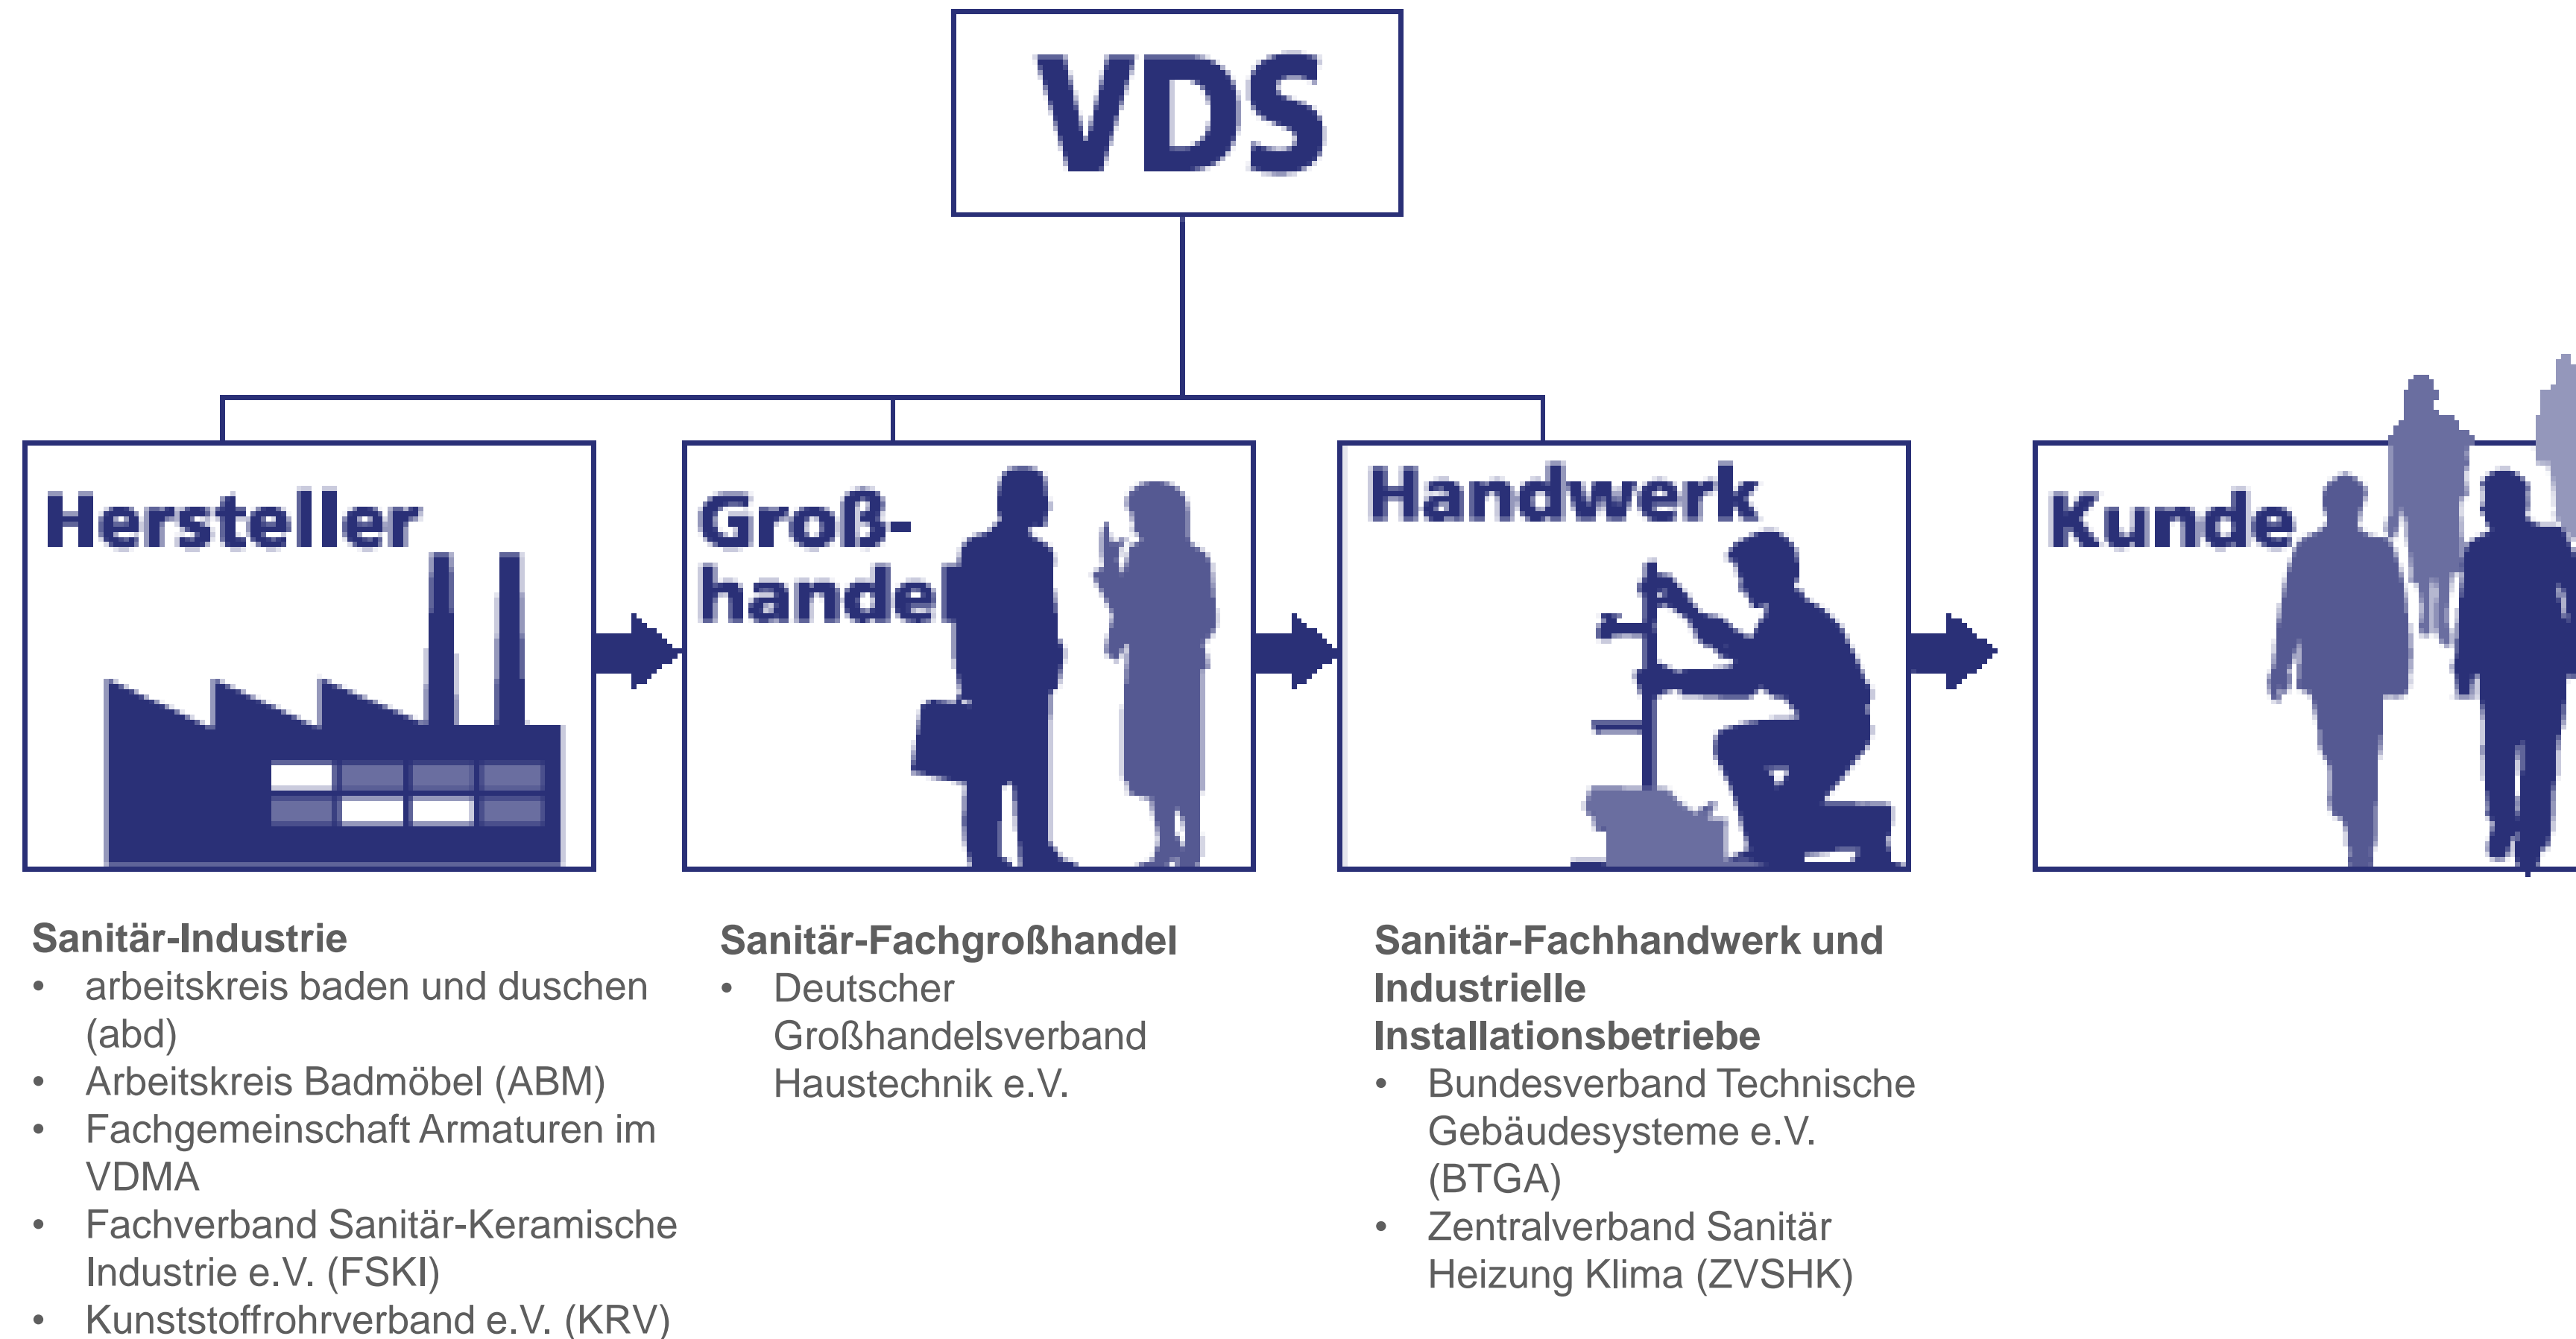 VDS
Hersteller
Groß-
handel
Handwerk
Kunde
Sanitär-Industrie
• arbeitskreis baden und duschen
(abd)
• Arbeitskreis Badmöbel (ABM)
• Fachgemeinschaft Armaturen im
VDMA
• Fachverband Sanitär-Keramische
Industrie e.V. (FSKI)
• Kunststoffrohrverband e.V. (KRV)
Sanitär-Fachgroßhandel
• Deutscher
Großhandelsverband
Haustechnik e.V.
Sanitär-Fachhandwerk und
Industrielle
Installationsbetriebe
• Bundesverband Technische
Gebäudesysteme e.V.
(BTGA)
• Zentralverband Sanitär
Heizung Klima (ZVSHK)